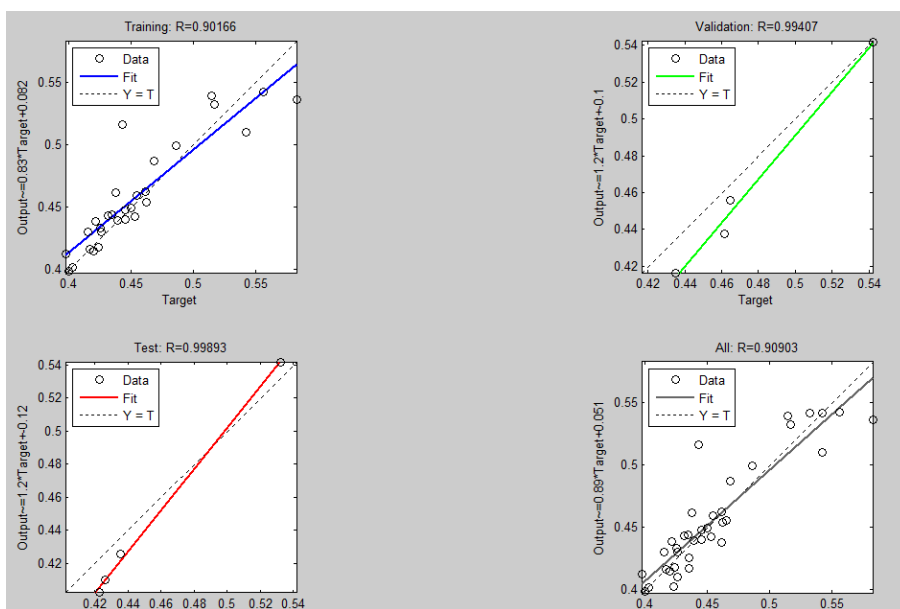 Training: R=0.90166
Output~=0.83*Target+0.082
0.55
0.5
0.45
0.4
Data
Fit
Y = T
0.4 0.45 0.5 0.55
Target
Validation: R=0.99407
Output~=1.2*Target+-0.1
0.54
0.52
0.5
0.48
0.46
0.44
0.42
Data
Fit
Y = T
0.42 0.44 0.46 0.48 0.5 0.52 0.54
Target
Test: R=0.99893
Output~=1.2*Target+-0.12
0.54
0.52
0.5
0.48
0.46
0.44
0.42
Data
Fit
Y = T
0.42 0.44 0.46 0.48 0.5 0.52 0.54
All: R=0.90903
Output~=0.89*Target+0.051
0.55
0.5
0.45
0.4
Data
Fit
Y = T
0.4 0.45 0.5 0.55